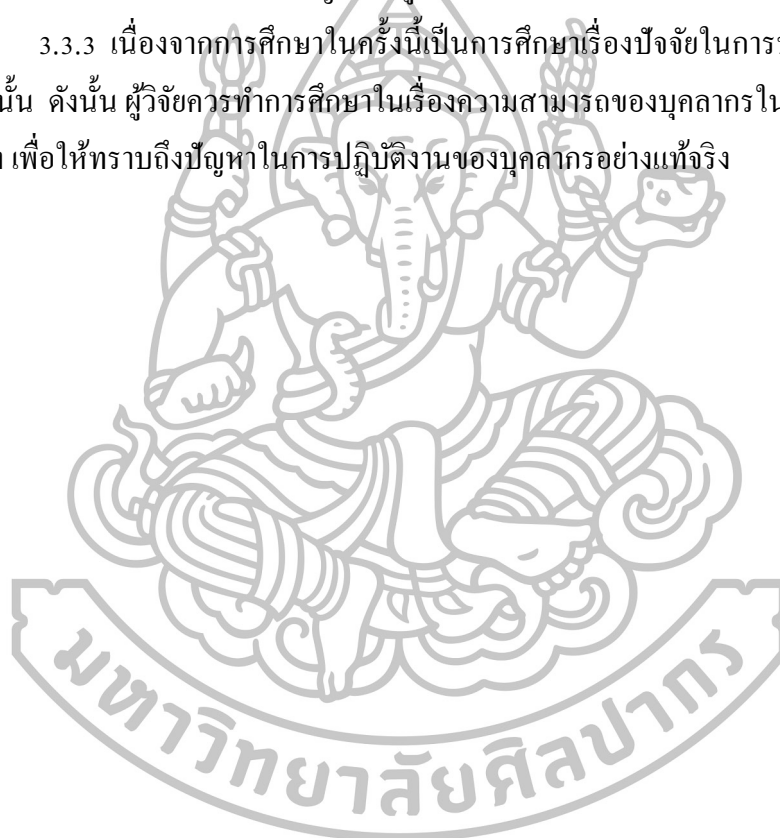 3.3.3 เนื่องจากการศึกษาในครั้งนี้เป็นการศึกษาเรื่องปัจจัยในการ
นั้น ดังนั้น ผู้วิจัยควรทำการศึกษาในเรื่องความสามารถของบุคลากรใน
เพื่อให้ทราบถึงปัญหาในการปฏิบัติงานของบุคลากรอย่างแท้จริง
มหาวิทยาลัยศิลปากร